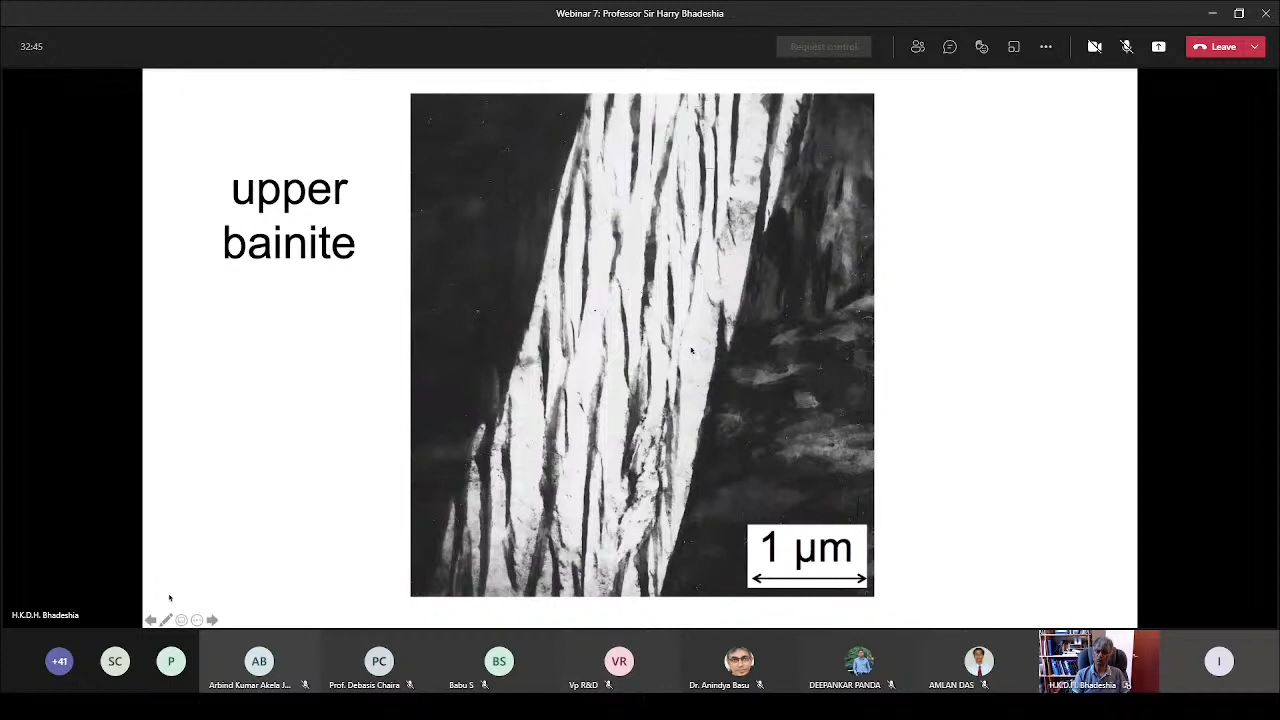 Webinar 7: Professor Sir Harry Bhadeshia
32:45
Request control
Leave
upper
bainite
1 µm
H.K.D.H. Bhadeshia
+41
SC
P
AB
PC
BS
VR
I
Arbind Kumar Akela J...
Prof. Debasis Chaira
Babu S
Vp R&D
Dr. Anindya Basu
DEEPANKAR PANDA
AMLAN DAS
H.K.D.H. Bhadeshia